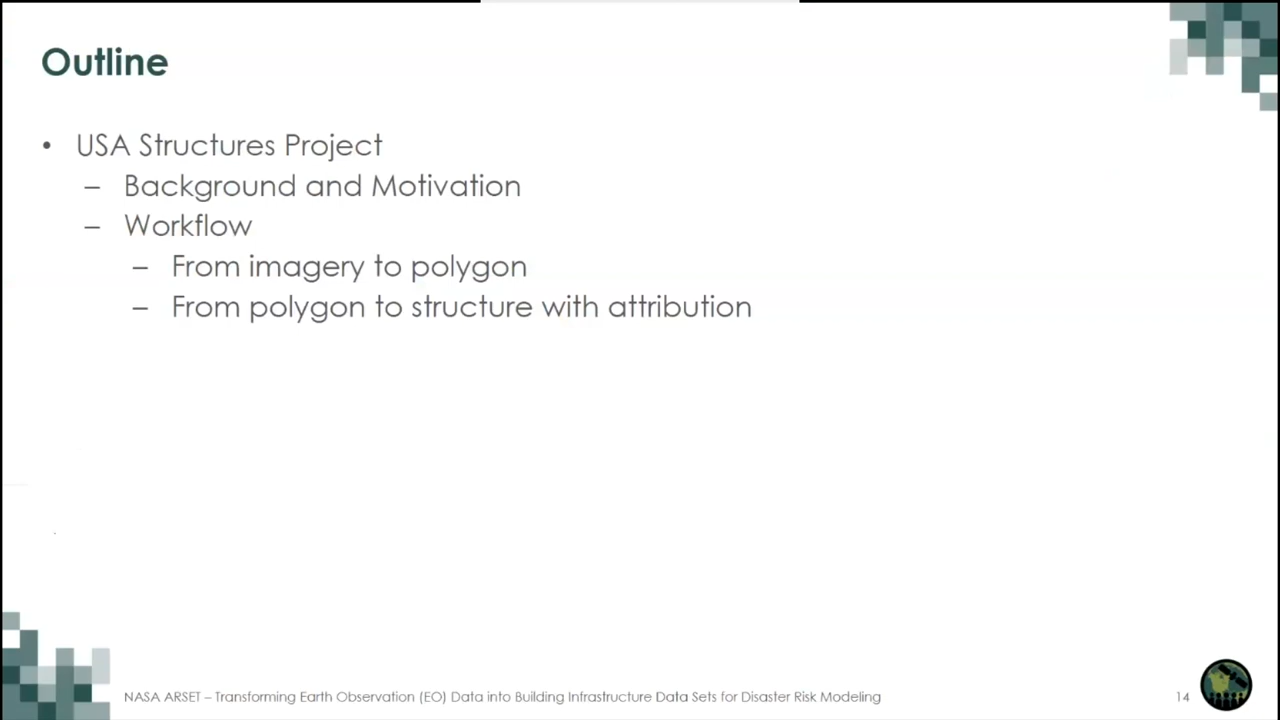 Outline
• USA Structures Project
– Background and Motivation
– Workflow
– From imagery to polygon
– From polygon to structure with attribution
NASA ARSET – Transforming Earth Observation (EO) Data into Building Infrastructure Data Sets for Disaster Risk Modeling
14